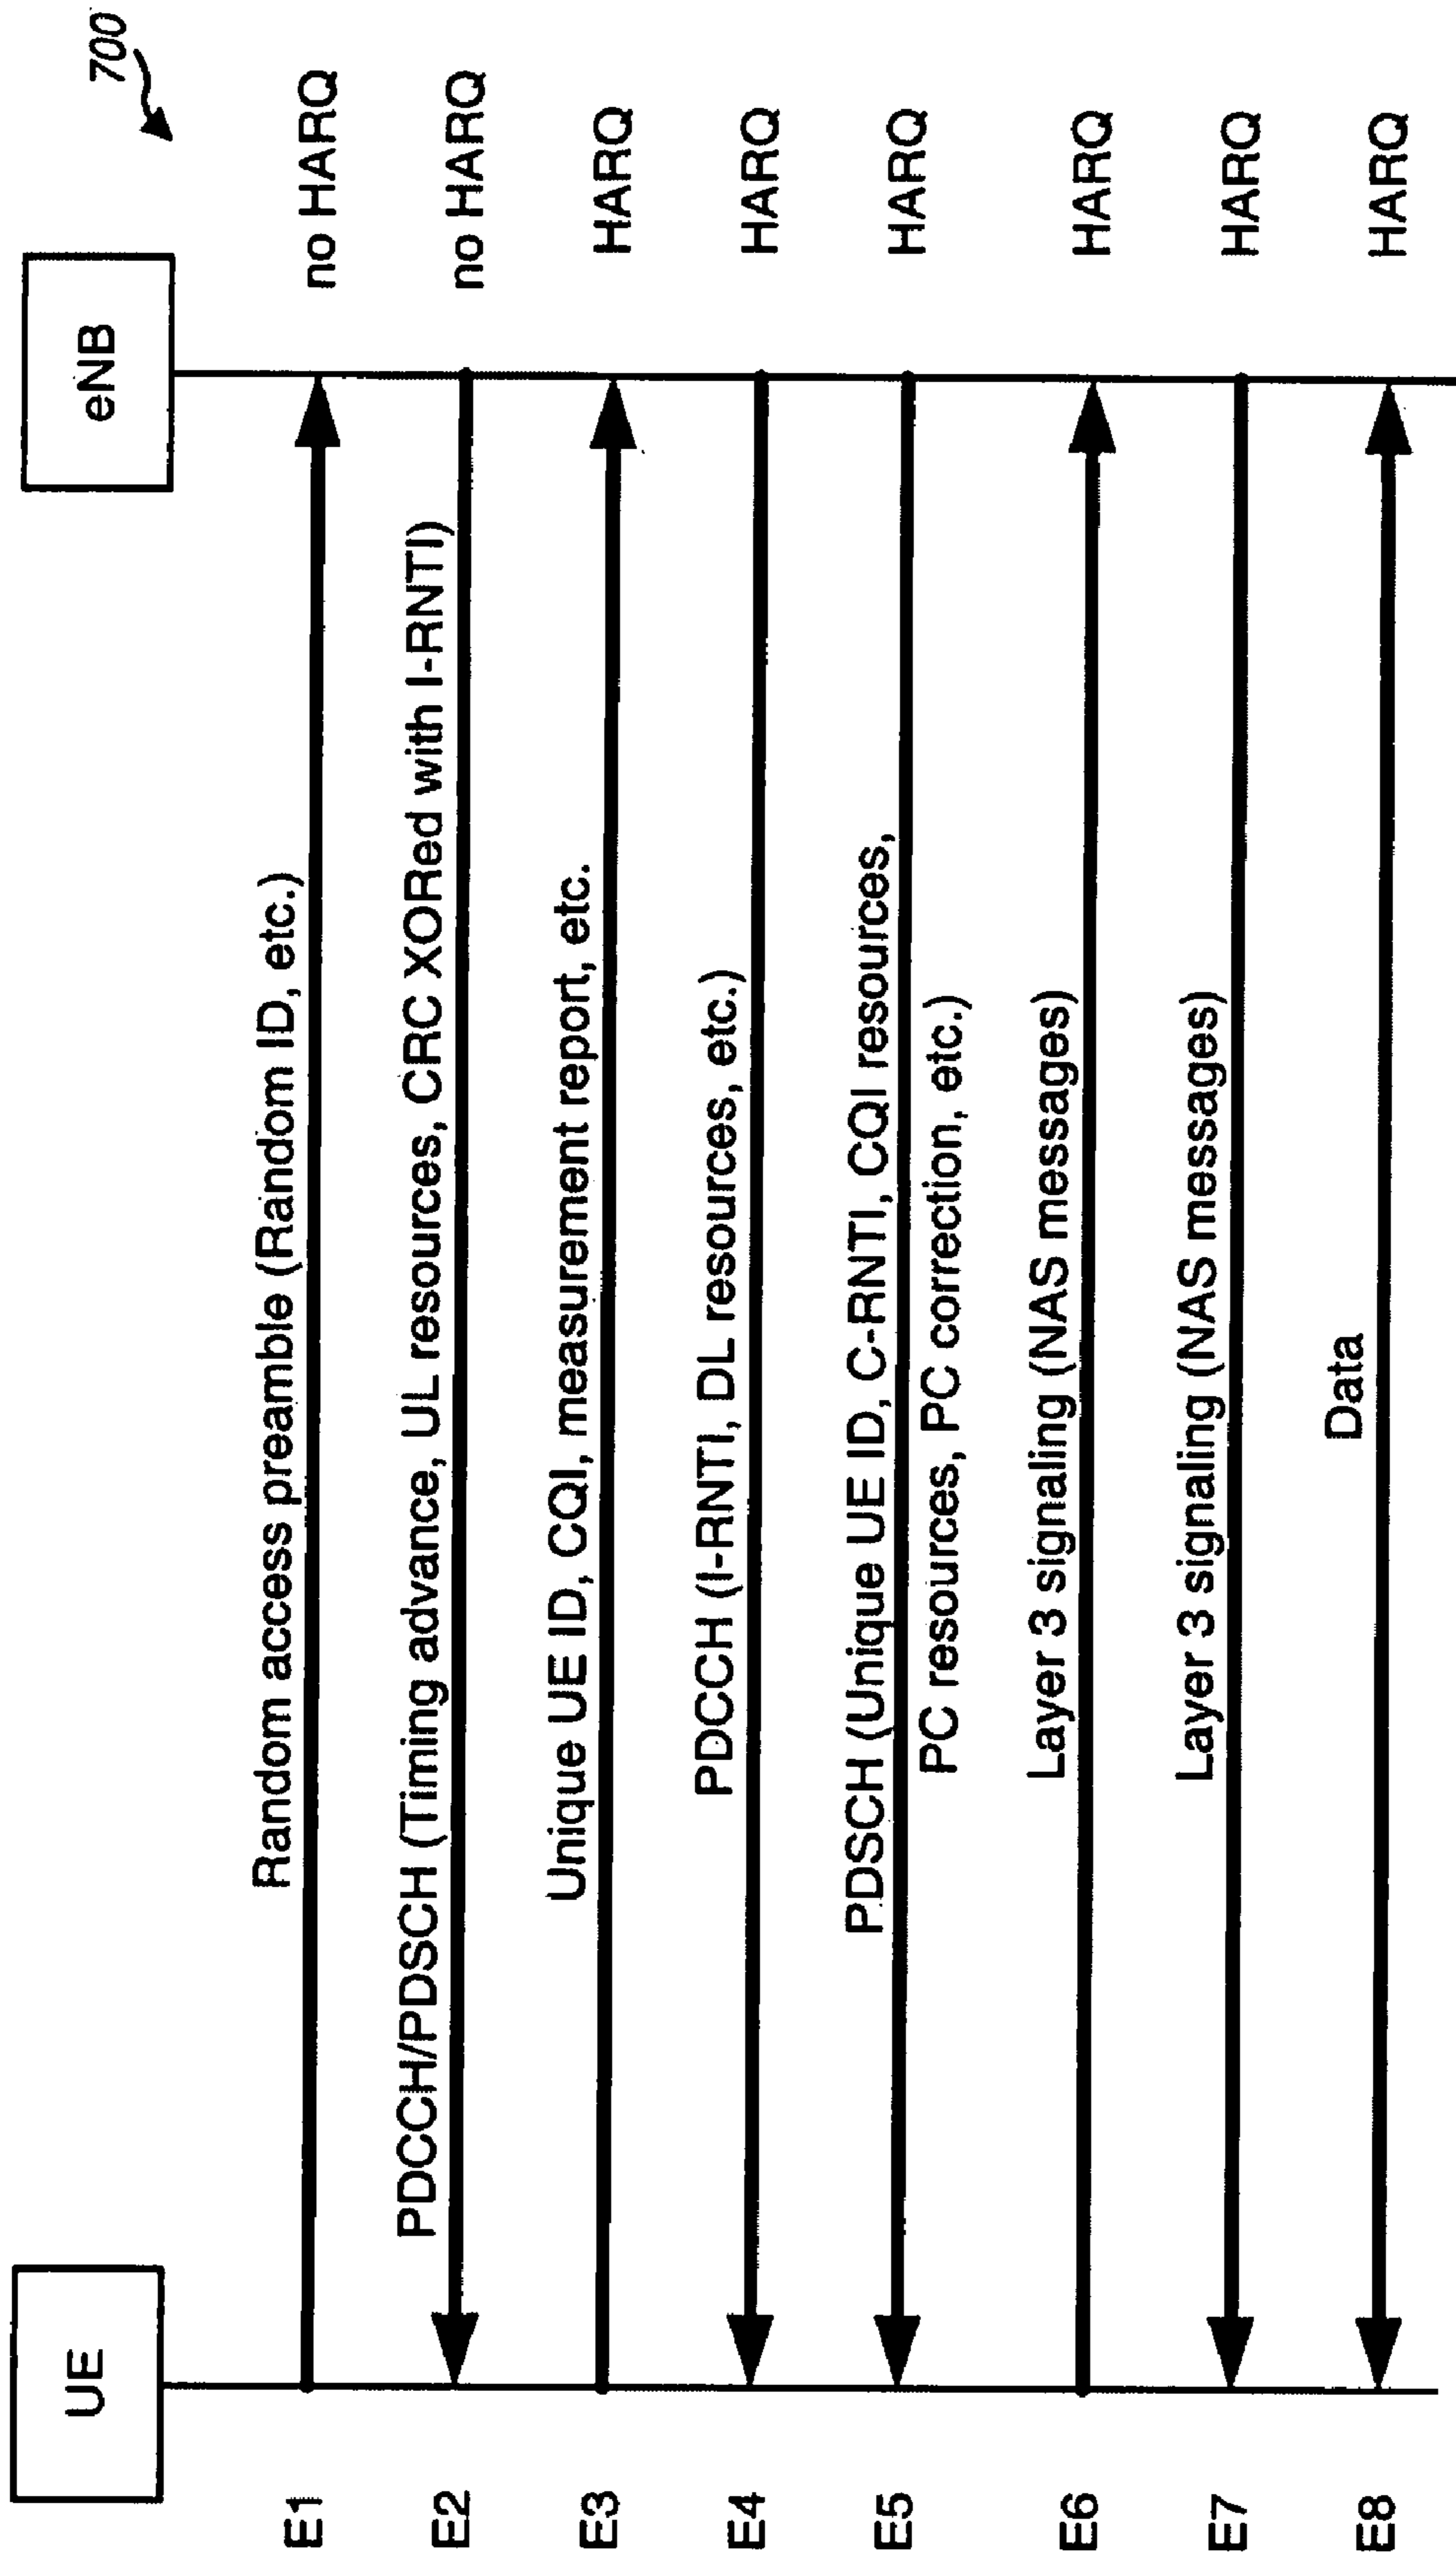 700
UE
eNB
E1
Random access preamble (Random ID, etc.)
no HARQ
E2
PDCCH/PDSCH (Timing advance, UL resources, CRC XORed with I-RNTI)
no HARQ
E3
Unique UE ID, CQI, measurement report, etc.
HARQ
E4
PDCCH (I-RNTI, DL resources, etc.)
HARQ
E5
PDSCH (Unique UE ID, C-RNTI, CQI resources,
PC resources, PC correction, etc.)
HARQ
E6
Layer 3 signaling (NAS messages)
HARQ
E7
Layer 3 signaling (NAS messages)
HARQ
E8
Data
HARQ